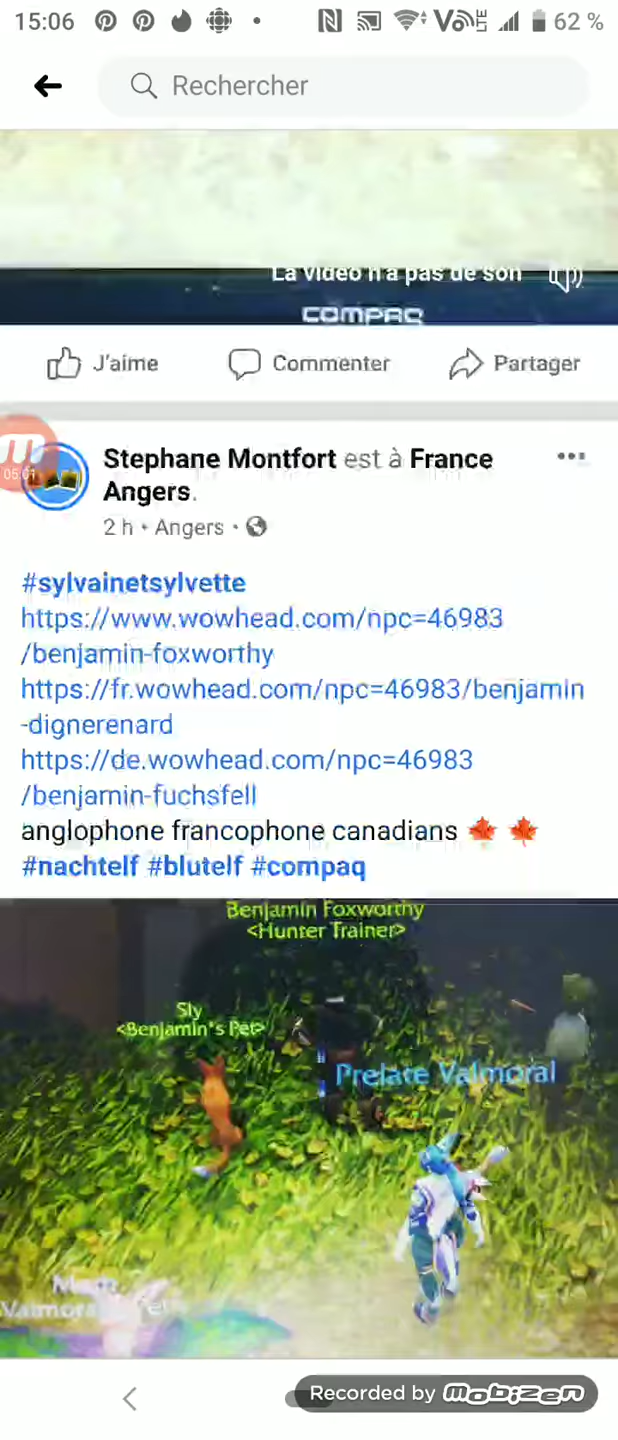 15:06 62 %
Rechercher
La vidéo n'a pas de son
COMPAQ
J'aime Commenter Partager
Stephane Montfort est à France
Angers.
05:01
2 h · Angers ·
#sylvainetsylvette
https://www.wowhead.com/npc=46983
/benjamin-foxworthy
https://fr.wowhead.com/npc=46983/benjamin
-dignerenard
https://de.wowhead.com/npc=46983
/benjamin-fuchsfell
anglophone francophone canadians 🍁 🍁
#nachtelf #blutelf #compaq
Benjamin Foxworthy
<Hunter Trainer>
Sly
<Benjamin's Pet>
Prelate Valmoral
Recorded by mobizen